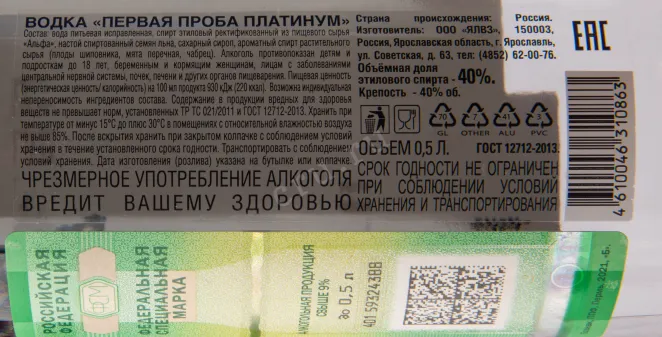 ВОДКА «ПЕРВАЯ ПРОБА ПЛАТИНУМ»
Состав: вода питьевая исправленная, спирт этиловый ректификованный из пищевого сырья
«Альфа», настой спиртованный семян льна, сахарный сироп, ароматный спирт растительного
сырья (плоды шиповника, мята перечная, чабрец). Алкоголь противопоказан детям и
подросткам до 18 лет, беременным и кормящим женщинам, лицам с заболеваниями
центральной нервной системы, почек, печени и других органов пищеварения. Пищевая ценность
(энергетическая ценность/калорийность) на 100 мл продукта 930 кДж (220 ккал). Возможна индивидуальная
непереносимость ингредиентов состава. Содержание в продукции вредных для здоровья
веществ не превышает норм, установленных ТР ТС 021/2011 и ГОСТ 12712-2013. Хранить при
температуре от минус 15°С до плюс 30°С в помещениях с относительной влажностью воздуха
не выше 85%. После вскрытия хранить при закрытом колпачке с соблюдением условий
хранения в течение установленного срока годности. Транспортировать с соблюдением
условий хранения. Дата изготовления (розлива) указана на бутылке или колпачке.
ЧРЕЗМЕРНОЕ УПОТРЕБЛЕНИЕ АЛКОГОЛЯ
ВРЕДИТ ВАШЕМУ ЗДОРОВЬЮ
Страна происхождения: Россия.
Изготовитель: ООО «ЯЛВЗ», 150003,
Россия, Ярославская область, г. Ярославль,
ул. Советская, д. 63, тел: (4852) 62-00-76.
Объёмная доля
этилового спирта - 40%.
Крепость - 40% об.
70 7 41 3
GL OTHER ALU PVC
ОБЪЕМ 0,5 Л. ГОСТ 12712-2013.
СРОК ГОДНОСТИ НЕ ОГРАНИЧЕН
ПРИ СОБЛЮДЕНИИ УСЛОВИЙ
ХРАНЕНИЯ И ТРАНСПОРТИРОВАНИЯ
ЕАС
4 610046 310863
РОССИЙСКАЯ
ФЕДЕРАЦИЯ
ФСМ
ФЕДЕРАЛЬНАЯ
СПЕЦИАЛЬНАЯ
МАРКА
АЛКОГОЛЬНАЯ ПРОДУКЦИЯ
СВЫШЕ 9%
до 0,5 л
401 59324388